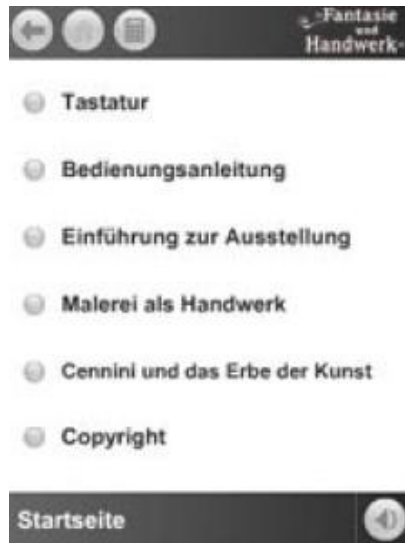 Fantasie
und
Handwerk
Tastatur
Bedienungsanleitung
Einführung zur Ausstellung
Malerei als Handwerk
Cennini und das Erbe der Kunst
Copyright
Startseite